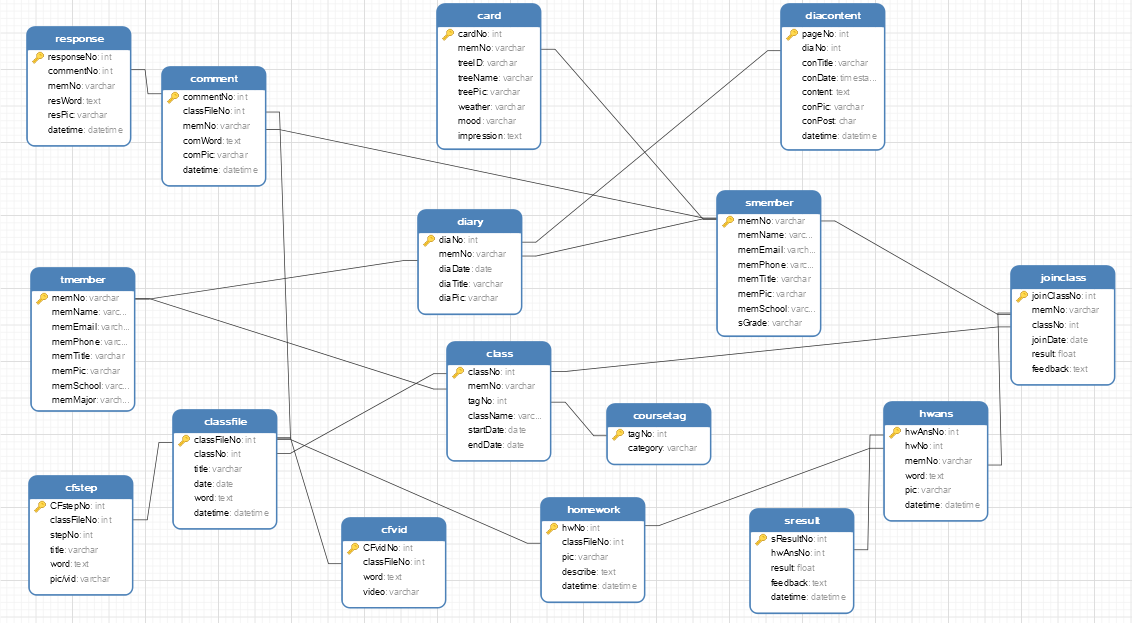 response
responseNo: int
commentNo: int
memNo: varchar
resWord: text
resPic: varchar
datetime: datetime
comment
commentNo: int
classFileNo: int
memNo: varchar
comWord: text
comPic: varchar
datetime: datetime
card
cardNo: int
memNo: varchar
treeID: varchar
treeName: varchar
treePic: varchar
weather: varchar
mood: varchar
impression: text
diacontent
pageNo: int
diaNo: int
conTitle: varchar
conDate: timesta...
content: text
conPic: varchar
conPost: char
datetime: datetime
diary
diaNo: int
memNo: varchar
diaDate: date
diaTitle: varchar
diaPic: varchar
smember
memNo: varchar
memName: varc...
memEmail: varch...
memPhone: varc...
memTitle: varchar
memPic: varchar
memSchool: varc...
sGrade: varchar
tmember
memNo: varchar
memName: varc...
memEmail: varch...
memPhone: varc...
memTitle: varchar
memPic: varchar
memSchool: varc...
memMajor: varch...
joinclass
joinClassNo: int
memNo: varchar
classNo: int
joinDate: date
result: float
feedback: text
class
classNo: int
memNo: varchar
tagNo: int
className: varc...
startDate: date
endDate: date
coursetag
tagNo: int
category: varchar
classfile
classFileNo: int
classNo: int
title: varchar
date: date
word: text
datetime: datetime
hwans
hwAnsNo: int
hwNo: int
memNo: varchar
word: text
pic: varchar
datetime: datetime
cfstep
CFstepNo: int
classFileNo: int
stepNo: int
title: varchar
word: text
pic/vid: varchar
cfvid
CFvidNo: int
classFileNo: int
word: text
video: varchar
homework
hwNo: int
classFileNo: int
pic: varchar
describe: text
datetime: datetime
sresult
sResultNo: int
hwAnsNo: int
result: float
feedback: text
datetime: datetime